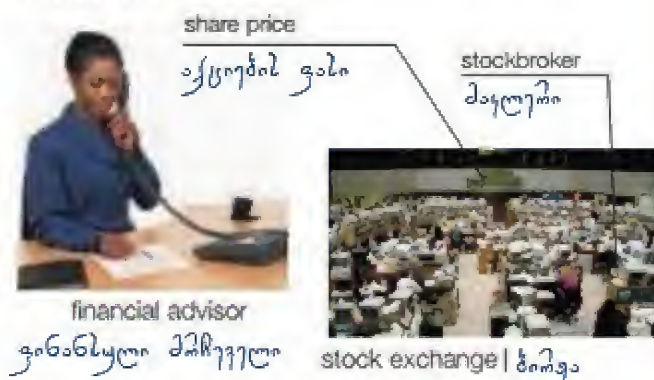 share price
აქციების ფასი
stockbroker
მაკლერი
financial advisor
ფინანსური მრჩეველი
stock exchange | ბირჟა